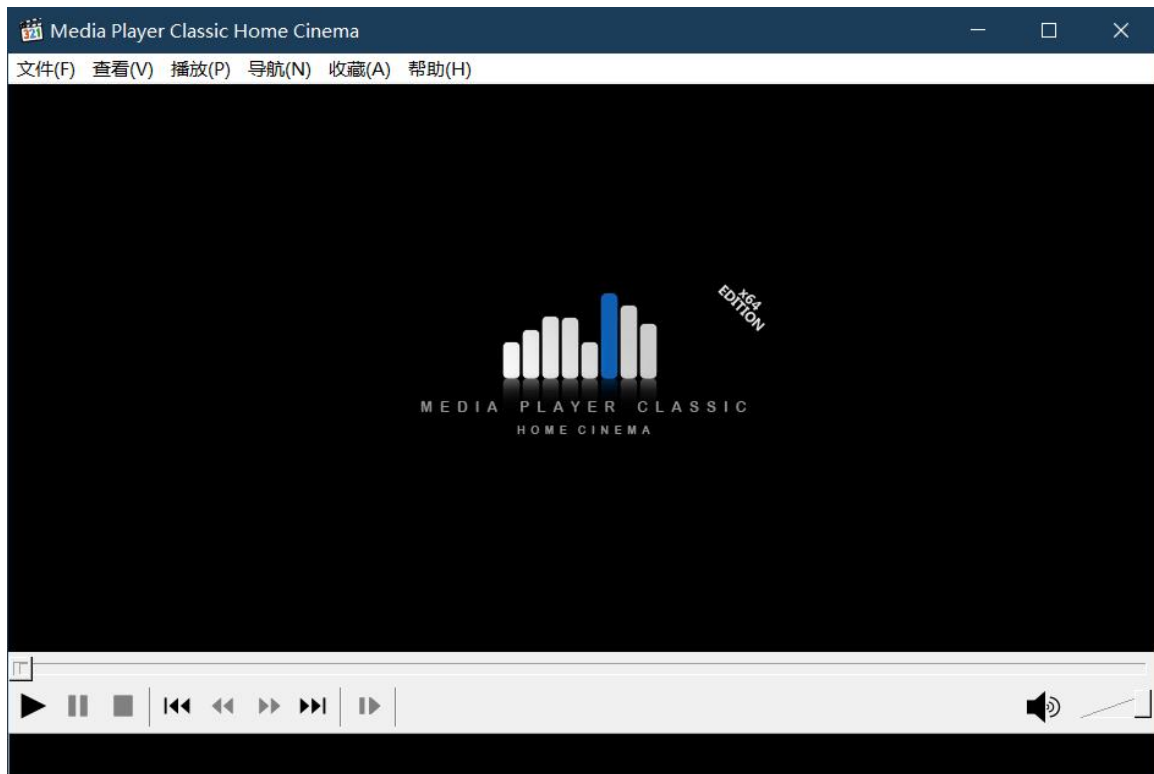 Media Player Classic Home Cinema
文件(F) 查看(V) 播放(P) 导航(N) 收藏(A) 帮助(H)
x64
EDITION
MEDIA PLAYER CLASSIC
HOME CINEMA